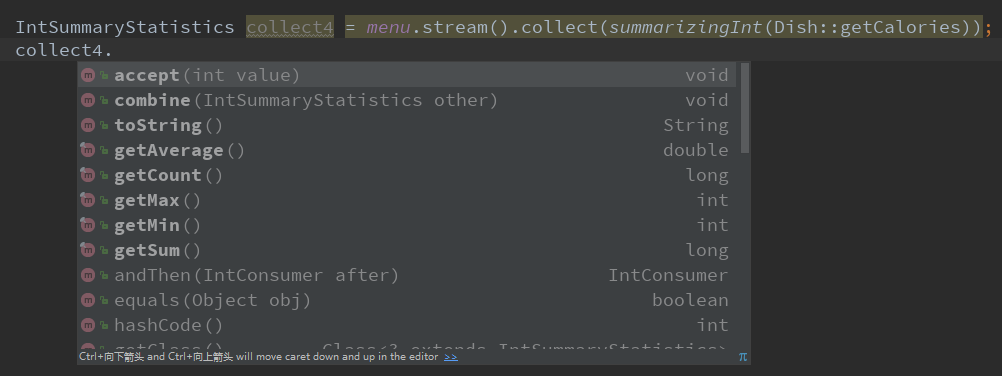 IntSummaryStatistics collect4 = menu.stream().collect(summarizingInt(Dish::getCalories));
collect4.
accept(int value) void
combine(IntSummaryStatistics other) void
toString() String
getAverage() double
getCount() long
getMax() int
getMin() int
getSum() long
andThen(IntConsumer after) IntConsumer
equals(Object obj) boolean
hashCode() int
getClass() Class<? extends IntSummaryStatistics>
Ctrl+向下箭头 and Ctrl+向上箭头 will move caret down and up in the editor >> π